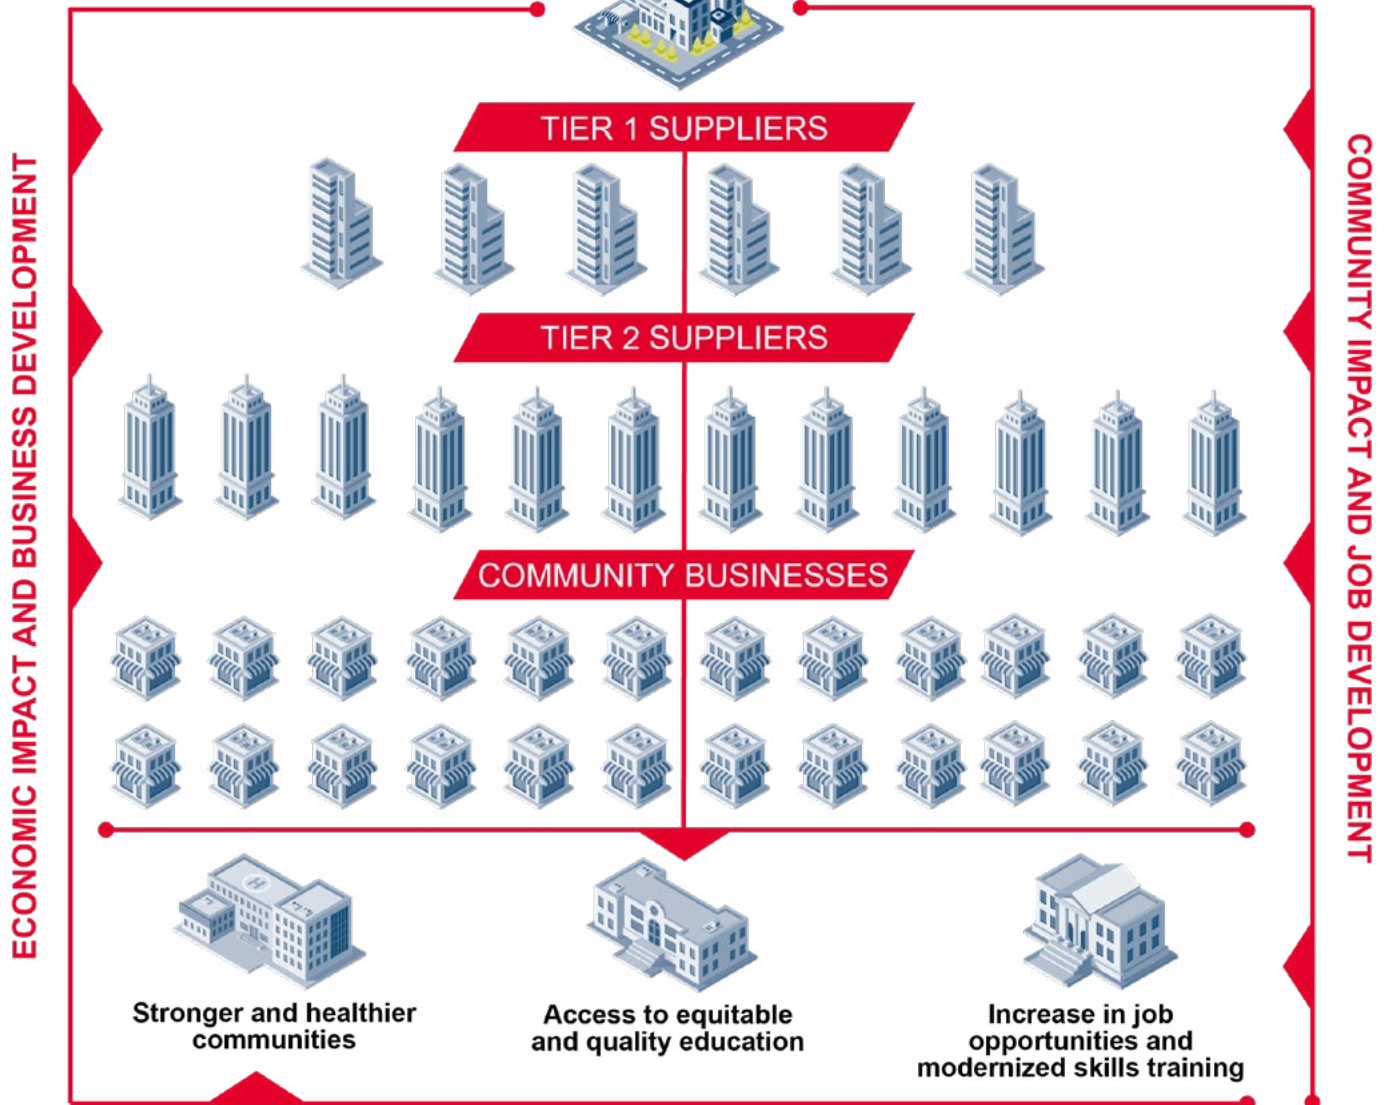 TIER 1 SUPPLIERS
TIER 2 SUPPLIERS
COMMUNITY BUSINESSES
ECONOMIC IMPACT AND BUSINESS DEVELOPMENT
COMMUNITY IMPACT AND JOB DEVELOPMENT
H
Stronger and healthier
communities
Access to equitable
and quality education
Increase in job
opportunities and
modernized skills training